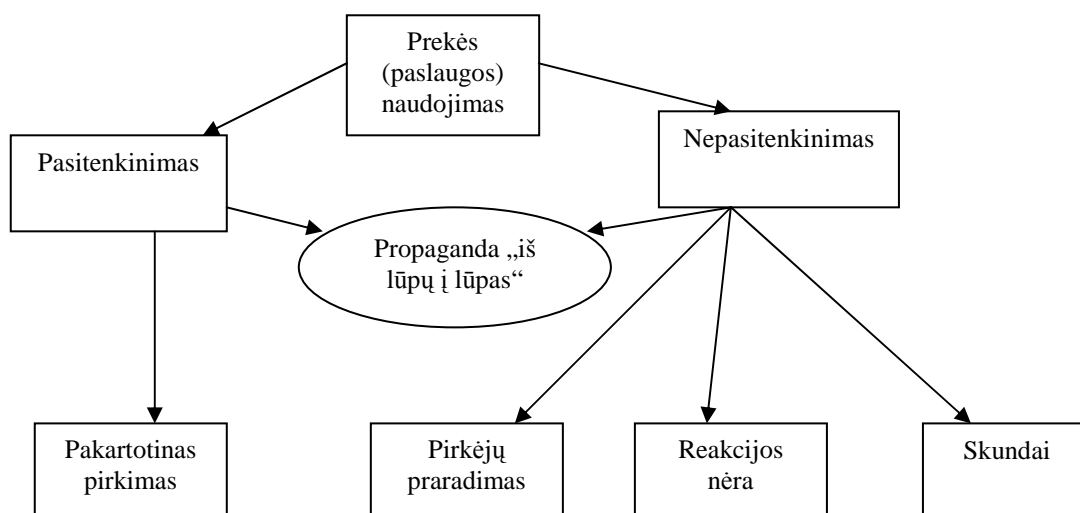 Prekės
(paslaugos)
naudojimas
Pasitenkinimas
Nepasitenkinimas
Propaganda „iš
lūpų į lūpas“
Pakartotinas
pirkimas
Pirkėjų
praradimas
Reakcijos
nėra
Skundai